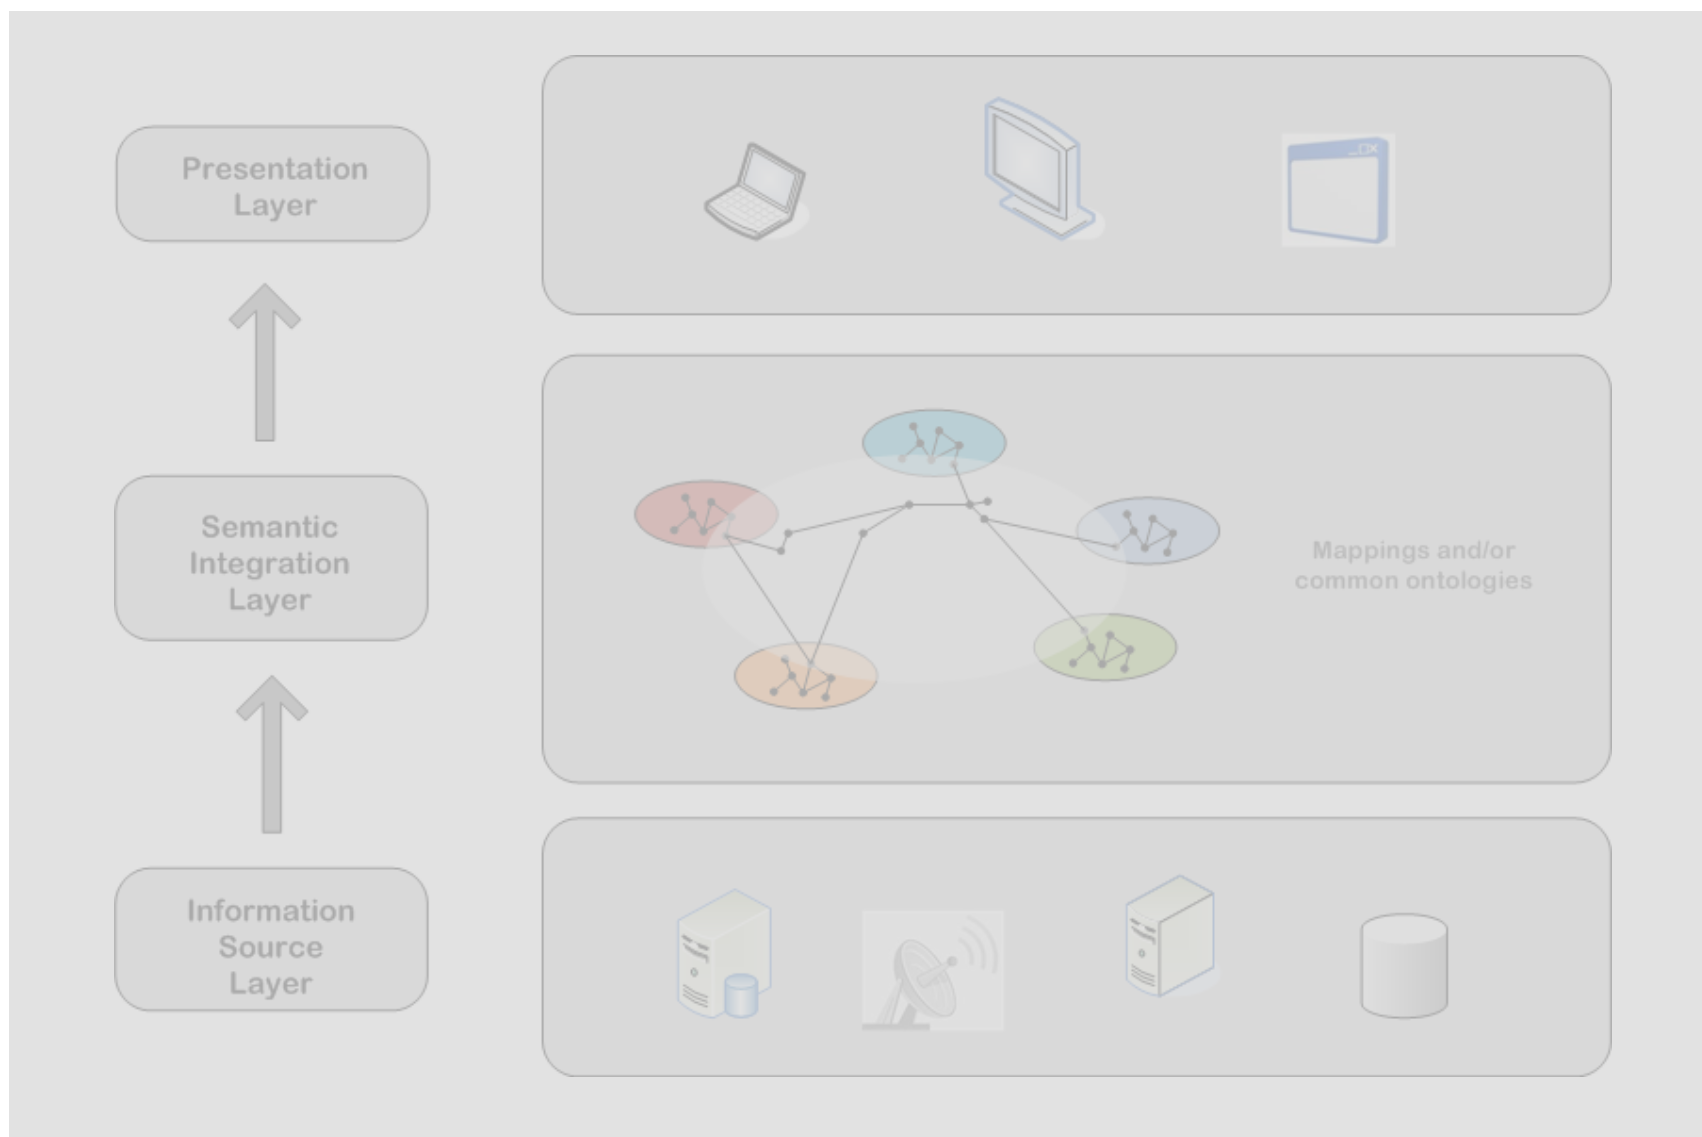 Presentation
Layer
Semantic
Integration
Layer
Mappings and/or
common ontologies
Information
Source
Layer